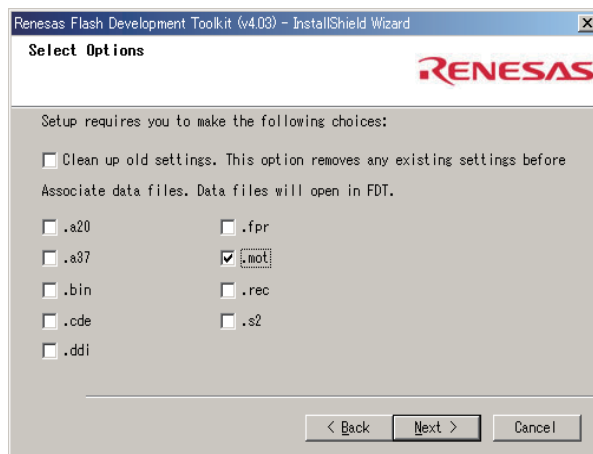 Renesas Flash Development Toolkit (v4.03) - InstallShield Wizard
Select Options
RENESAS
Setup requires you to make the following choices:
Clean up old settings. This option removes any existing settings before
Associate data files. Data files will open in FDT.
.a20
.fpr
.a37
.mot
.bin
.rec
.cde
.s2
.ddi
< Back
Next >
Cancel